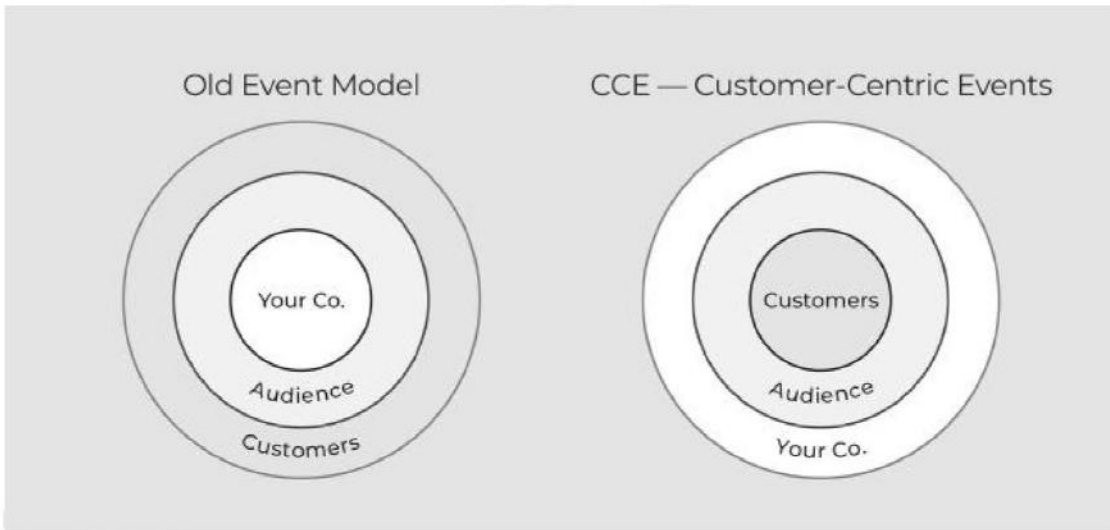 Old Event Model
Your Co.
Audience
Customers
CCE — Customer-Centric Events
Customers
Audience
Your Co.